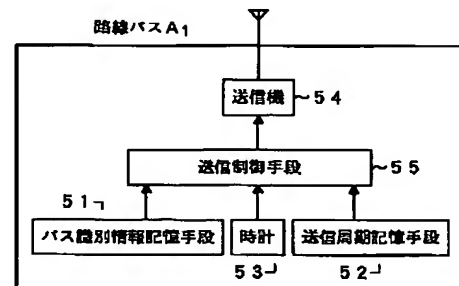 路線バスA1
送信機
54
送信制御手段
55
51
バス識別情報記憶手段
時計
送信周期記憶手段
53
52